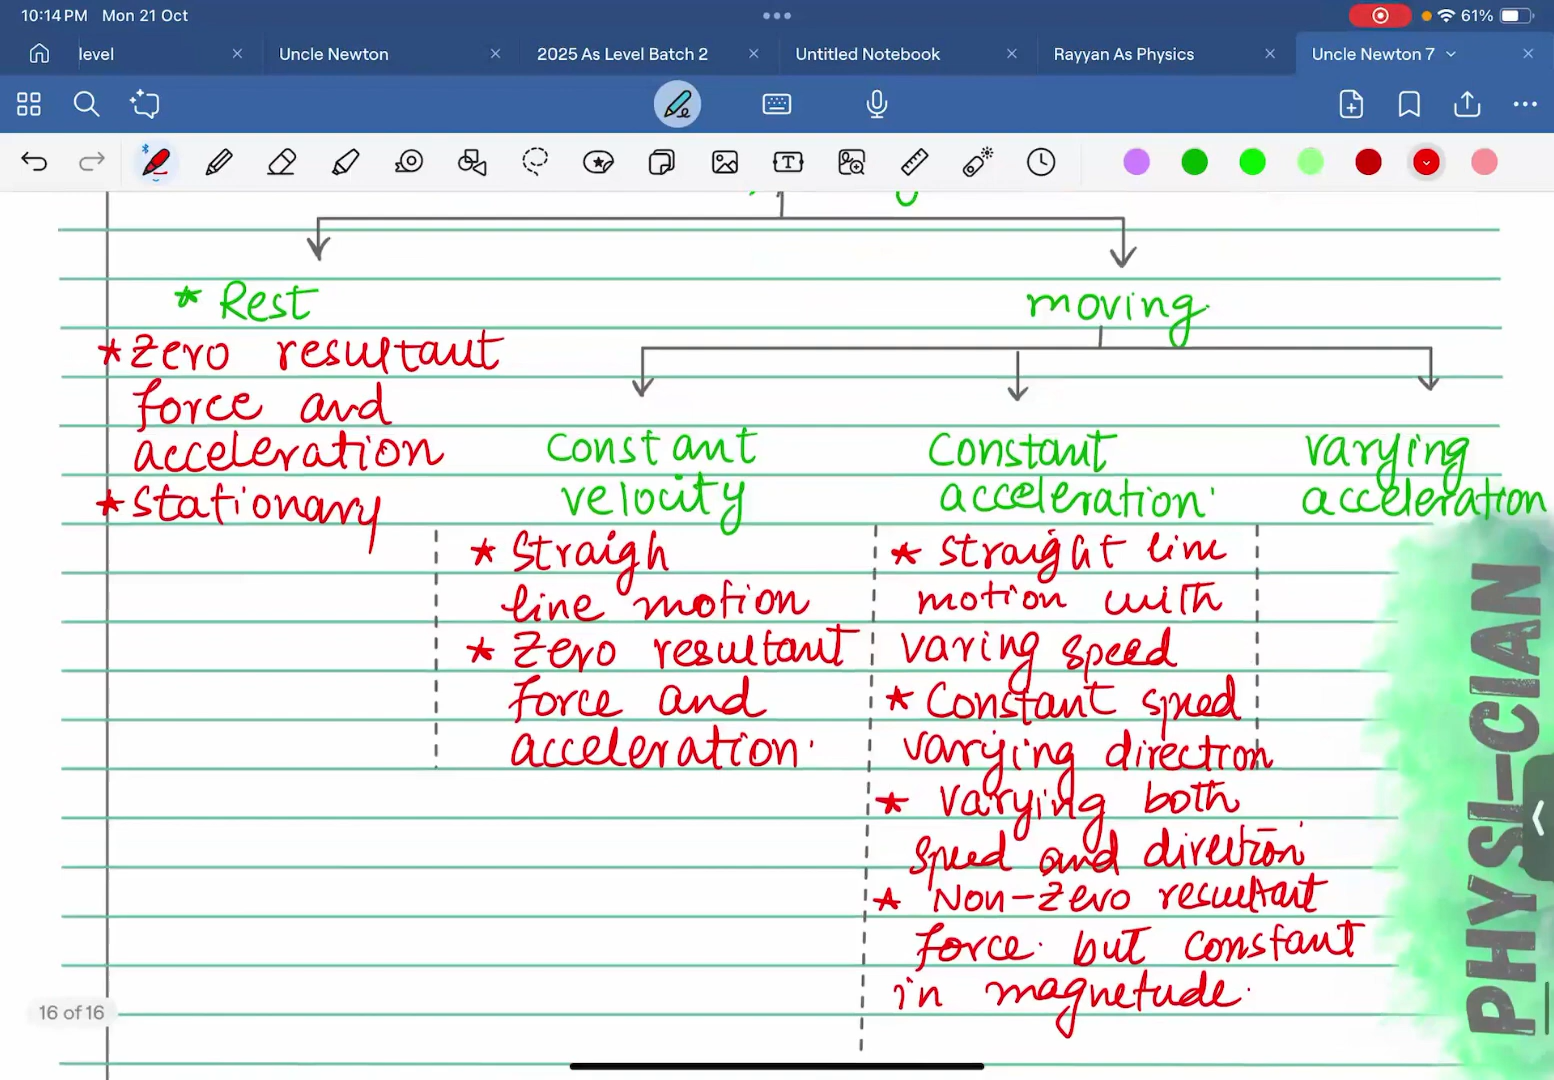 10:14 PM Mon 21 Oct
61%
level
Uncle Newton
2025 As Level Batch 2
Untitled Notebook
Rayyan As Physics
Uncle Newton 7
* Rest
moving.
* Zero resultant
force and
acceleration
* Stationary
Constant
velocity
Constant
acceleration.
varying
acceleration
* Straigh
line motion
* Zero resultant
force and
acceleration.
* Straight line
motion with
varing speed
* Constant speed
varying direction
* Varying both
speed and direction
* Non-zero resultant
force. but constant
in magnetude.
PHYSI-CIAN
16 of 16